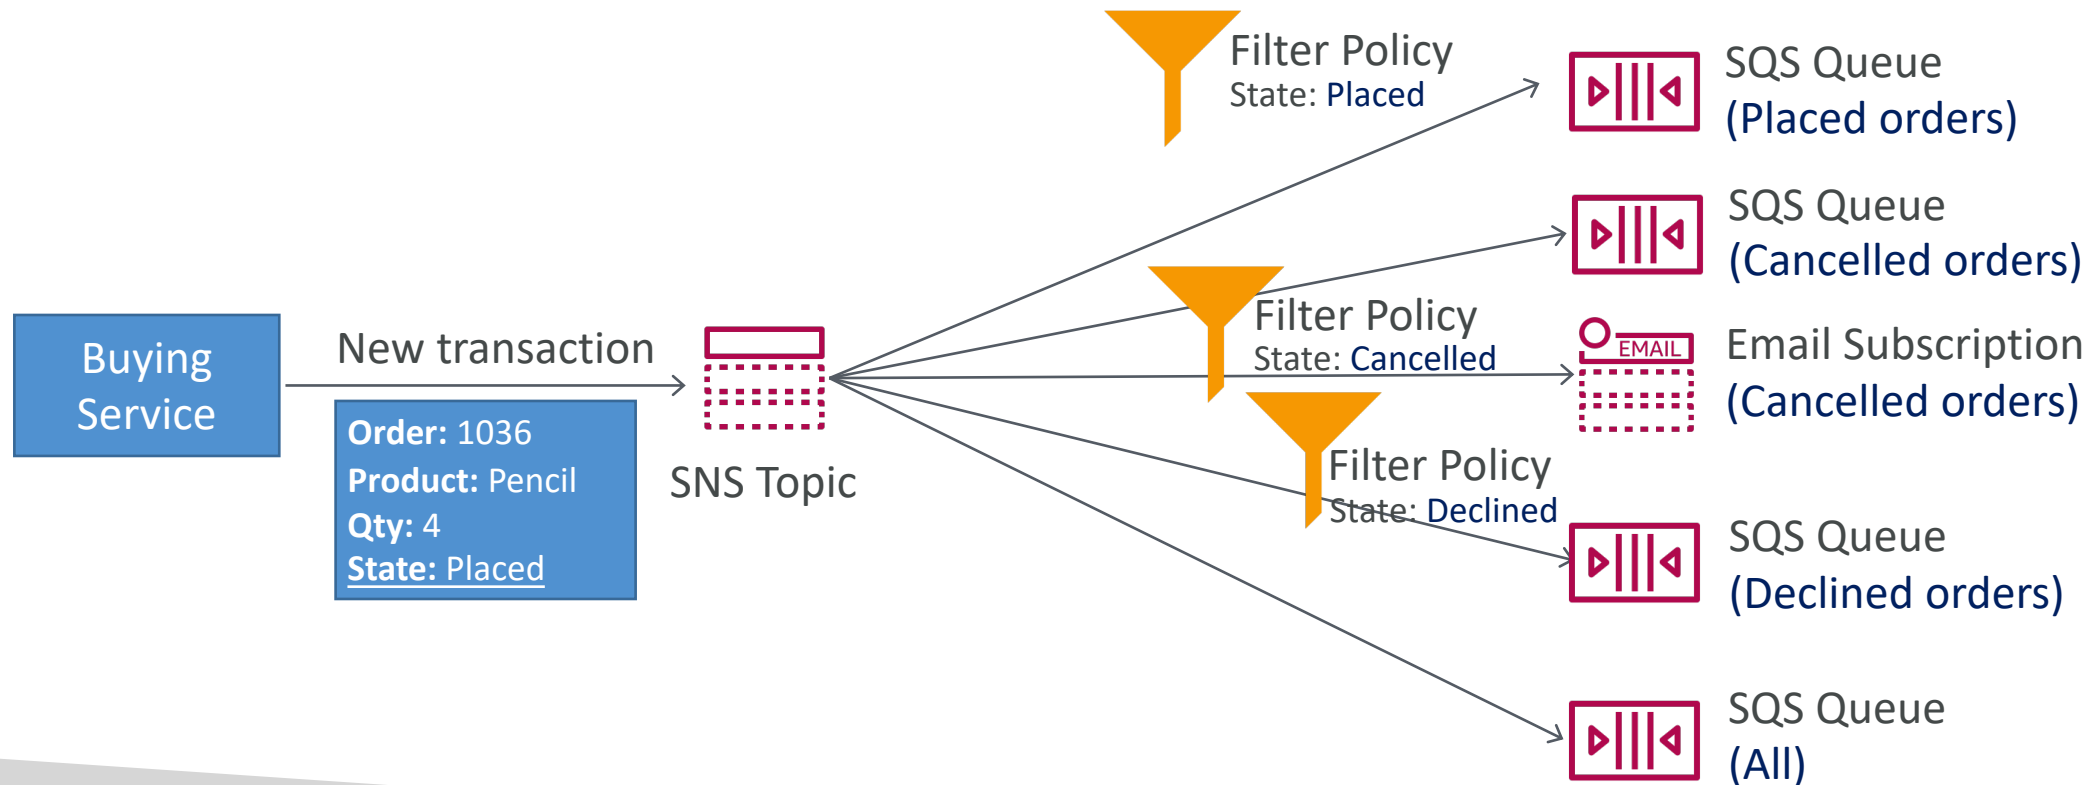 Filter Policy
State: Placed
SQS Queue
(Placed orders)
SQS Queue
(Cancelled orders)
Buying
Service
New transaction
Order: 1036
Product: Pencil
Qty: 4
State: Placed
SNS Topic
Filter Policy
State: Cancelled
EMAIL
Email Subscription
(Cancelled orders)
Filter Policy
State: Declined
SQS Queue
(Declined orders)
SQS Queue
(All)